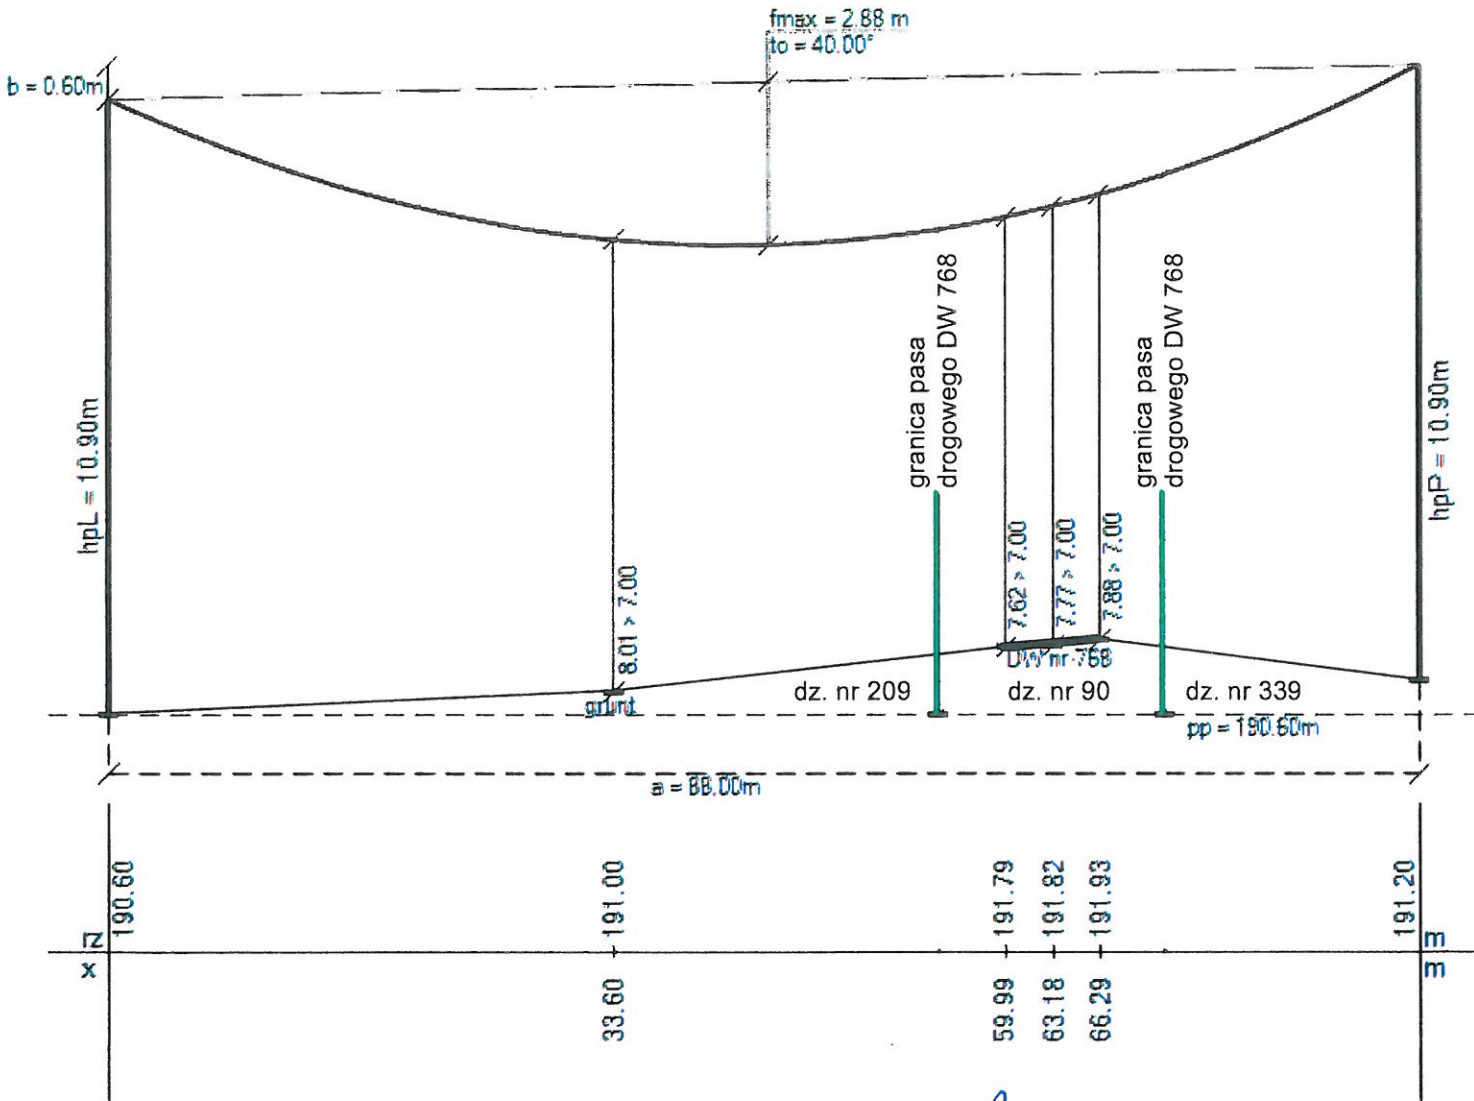 fmax = 2.88 m
to = 40.00°
b = 0.60m
hpL = 10.90m
8.01 > 7.00
granica pasa
drogowego DW 768
7.62 > 7.00
7.77 > 7.00
7.88 > 7.00
granica pasa
drogowego DW 768
hpP = 10.90m
DW nr 768
grunt
dz. nr 209
dz. nr 90
dz. nr 339
pp = 190.60m
a = 88.00m
rz 190.60 191.00 191.79 191.82 191.93 191.20 m
x 33.60 59.99 63.18 66.29 m